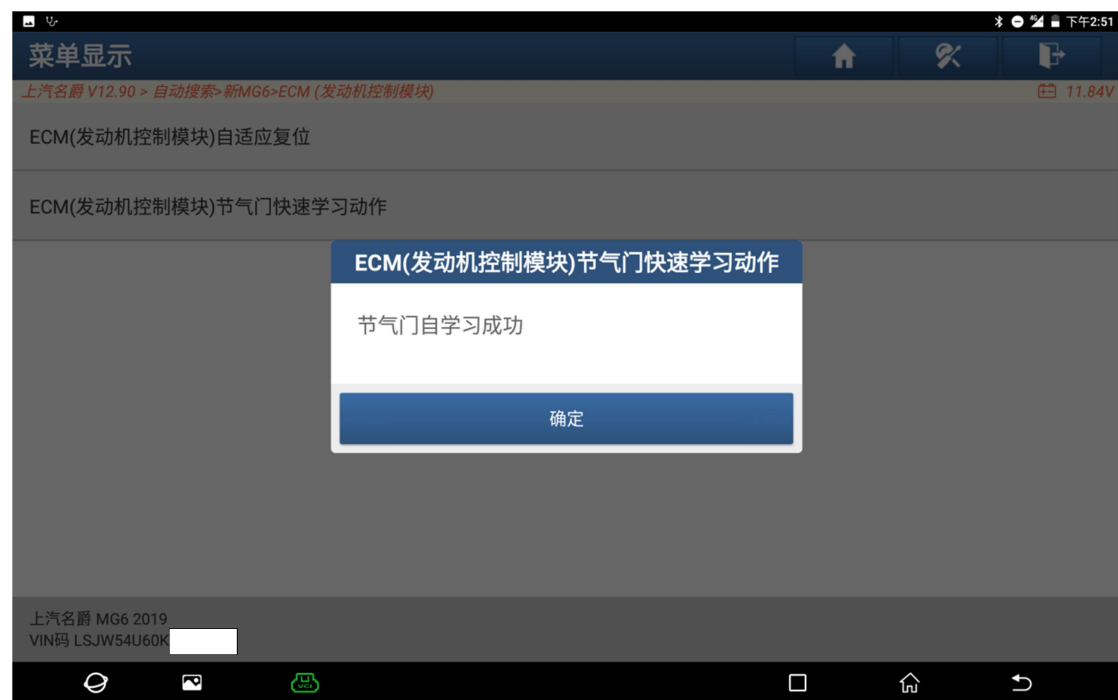 下午2:51
菜单显示
上汽名爵 V12.90 > 自动搜索>新MG6>ECM (发动机控制模块)
11.84V
ECM(发动机控制模块)自适应复位
ECM(发动机控制模块)节气门快速学习动作
ECM(发动机控制模块)节气门快速学习动作
节气门自学习成功
确定
上汽名爵 MG6 2019
VIN码 LSJW54U60K
VCI